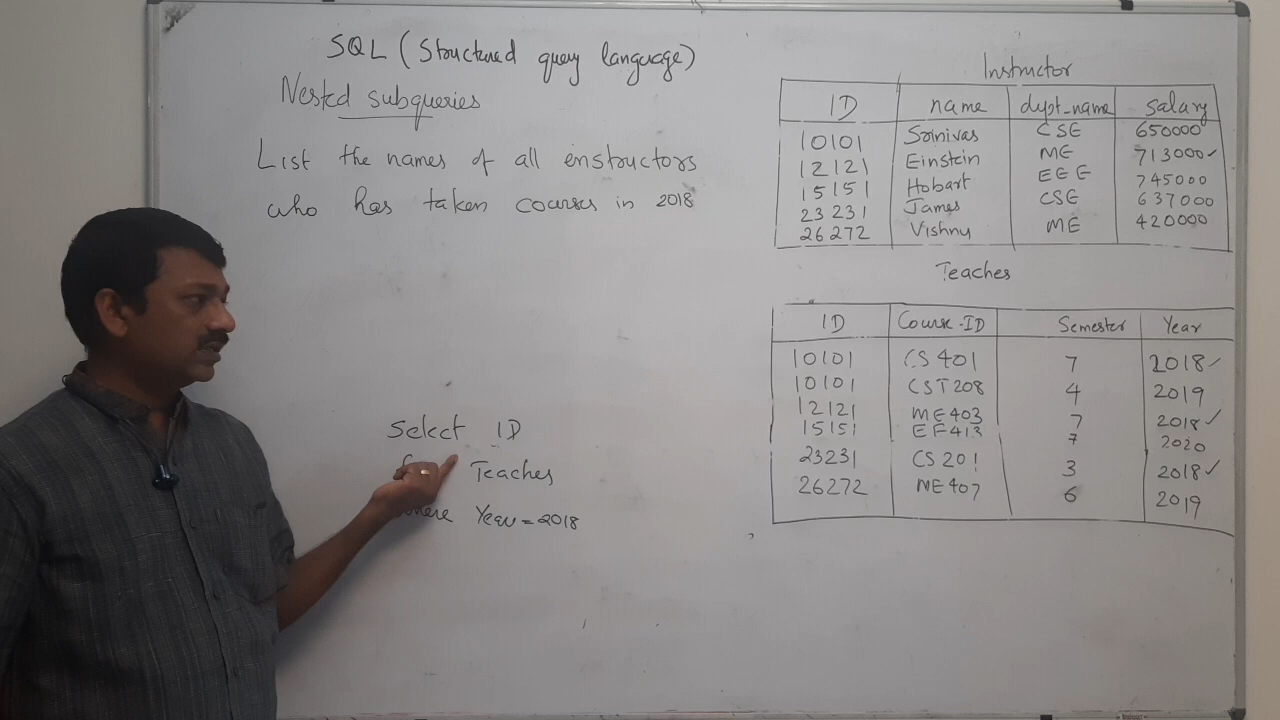 SQL (Structured query language)
Nested subqueries
List the names of all enstructors
who has taken courses in 2018
Select ID
Teaches
where Year = 2018
Instructor
ID name dept_name salary
10101 Srinivas CSE 650000
12121 Einstein ME 713000 ✓
15151 Hobart EEE 745000
23231 James CSE 637000
26272 Vishnu ME 420000
Teaches
ID Course-ID Semester Year
10101 CS401 7 2018 ✓
10101 CST208 4 2019
12121 ME403 7 2018 ✓
15151 EF413 7 2020
23231 CS201 3 2018 ✓
26272 ME407 6 2019